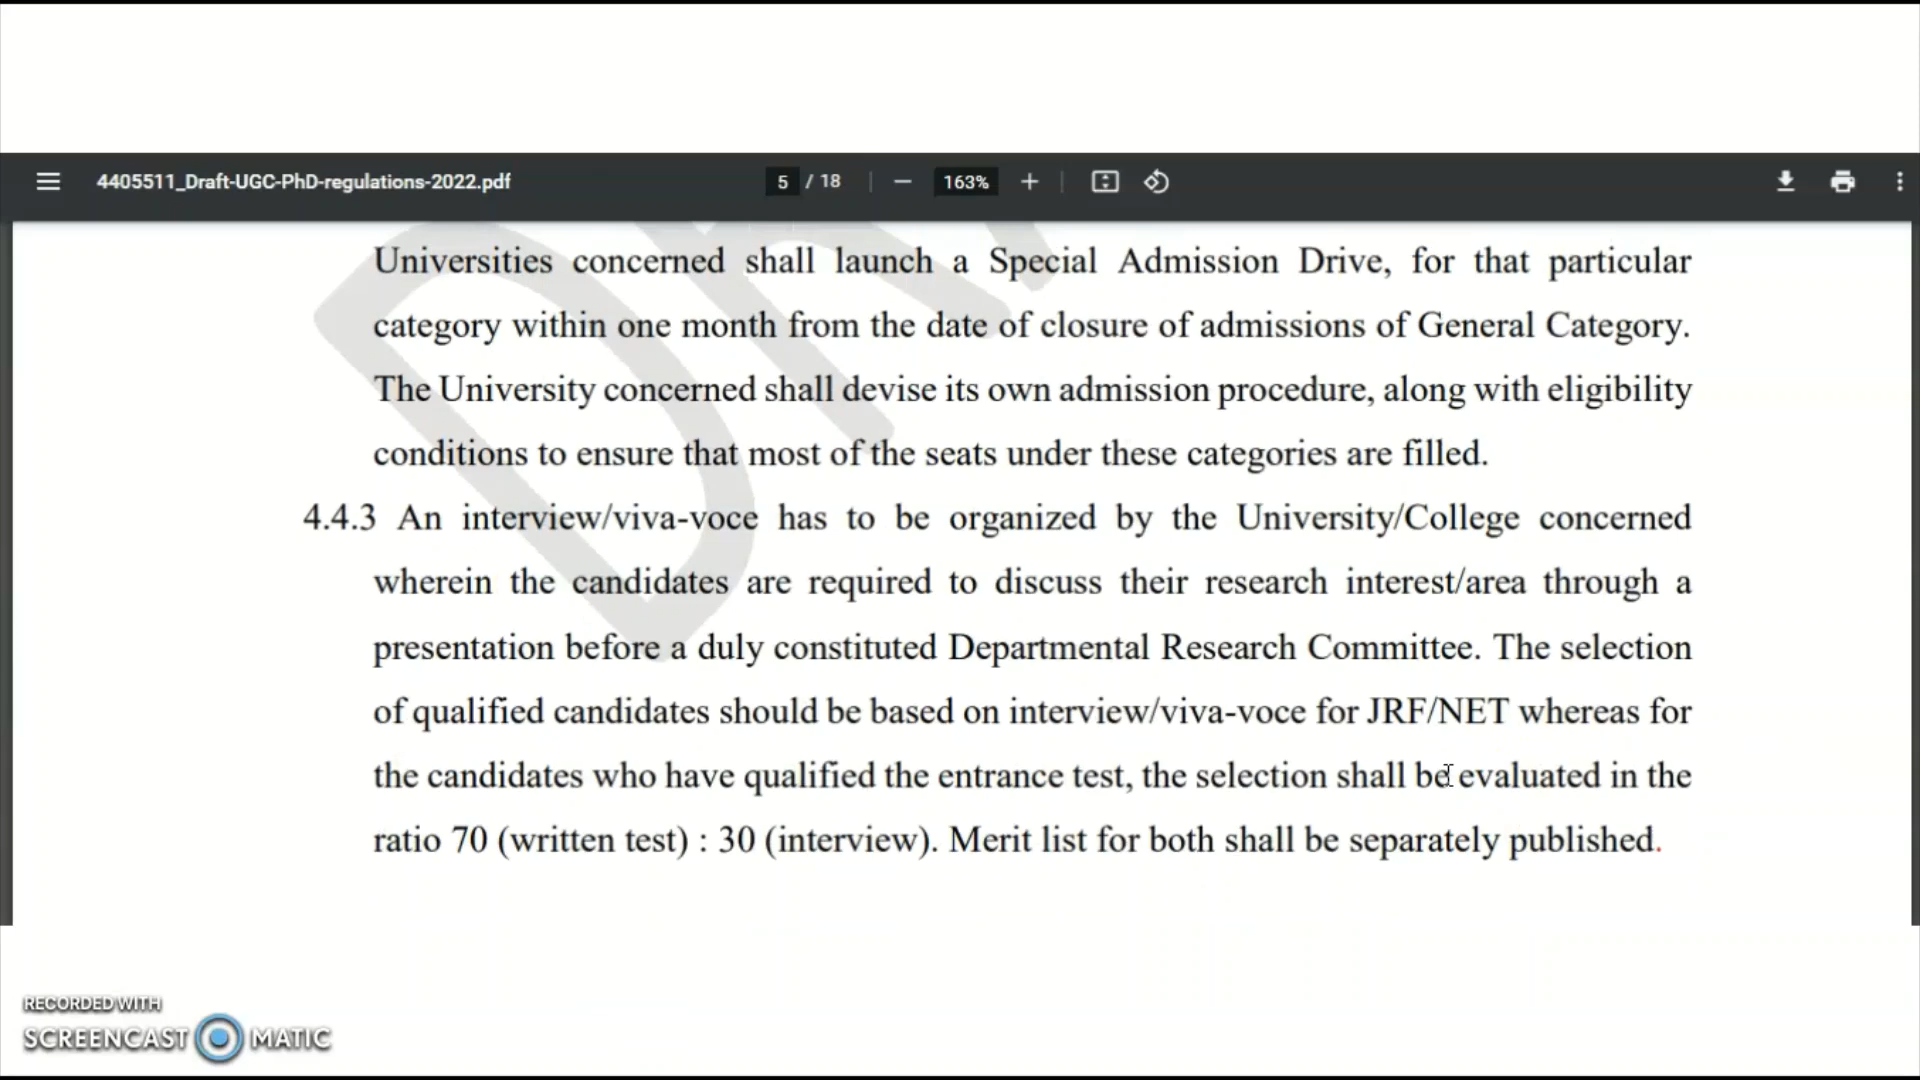 4405511_Draft-UGC-PhD-regulations-2022.pdf 5 / 18 163%
Universities concerned shall launch a Special Admission Drive, for that particular
category within one month from the date of closure of admissions of General Category.
The University concerned shall devise its own admission procedure, along with eligibility
conditions to ensure that most of the seats under these categories are filled.
4.4.3 An interview/viva-voce has to be organized by the University/College concerned
wherein the candidates are required to discuss their research interest/area through a
presentation before a duly constituted Departmental Research Committee. The selection
of qualified candidates should be based on interview/viva-voce for JRF/NET whereas for
the candidates who have qualified the entrance test, the selection shall be evaluated in the
ratio 70 (written test) : 30 (interview). Merit list for both shall be separately published.
RECORDED WITH
SCREENCAST MATIC